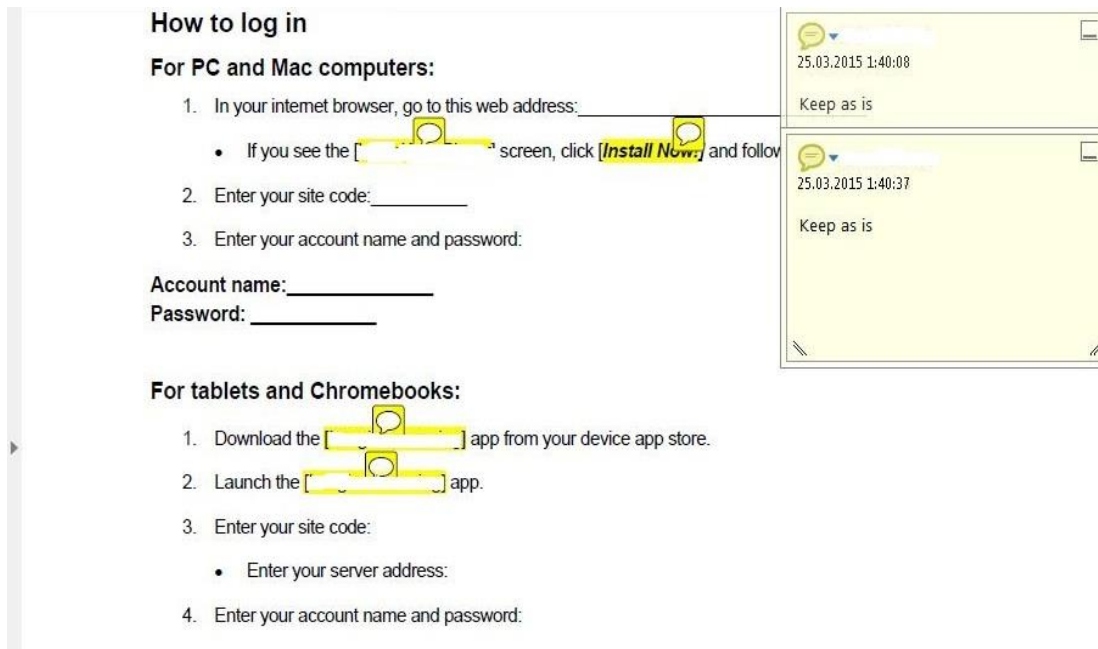 How to log in
For PC and Mac computers:
1. In your internet browser, go to this web address:____________________
• If you see the [ ] screen, click [Install Now!] and follow
2. Enter your site code:__________
3. Enter your account name and password:
Account name:_____________
Password: ___________
For tablets and Chromebooks:
1. Download the [ ] app from your device app store.
2. Launch the [ ] app.
3. Enter your site code:
• Enter your server address:
4. Enter your account name and password:
25.03.2015 1:40:08
Keep as is
25.03.2015 1:40:37
Keep as is